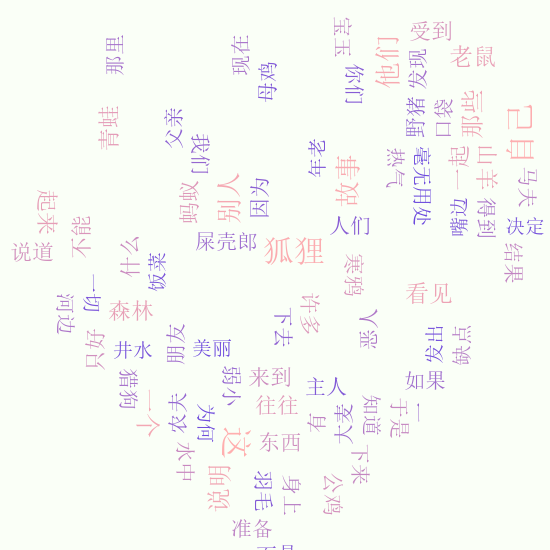 宝玉
受到
那里
现在
他们
老鼠
发现
母鸡
你们
那些
口袋
野猪
自己
青蛙
父亲
我们
老年
热气
毫无用处
一起
山羊
马夫
故事
蚂蚁
别人
因为
嘴边
得到
决定
起来
人们
说道
不能
什么
屎壳郎
狐狸
结果
饭菜
寒鸦
一切
看见
河边
森林
许多
下去
恶人
只好
井水
朋友
美丽
发出
缺点
猎狗
弱小
来到
主人
如果
一个
农夫
为何
往往
有
大麦
知道
于是
一
这
东西
水中
说明
羽毛
身上
公鸡
下来
准备